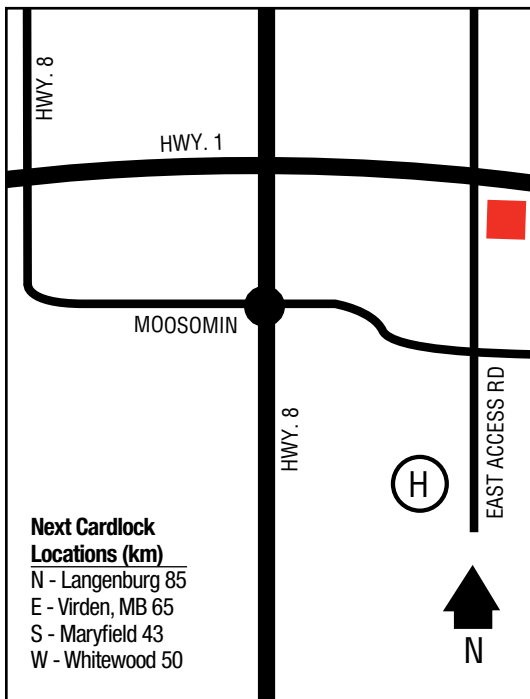 HWY. 8
HWY. 1
MOOSOMIN
HWY. 8
EAST ACCESS RD
H
Next Cardlock
Locations (km)
N - Langenburg 85
E - Virden, MB 65
S - Maryfield 43
W - Whitewood 50
N